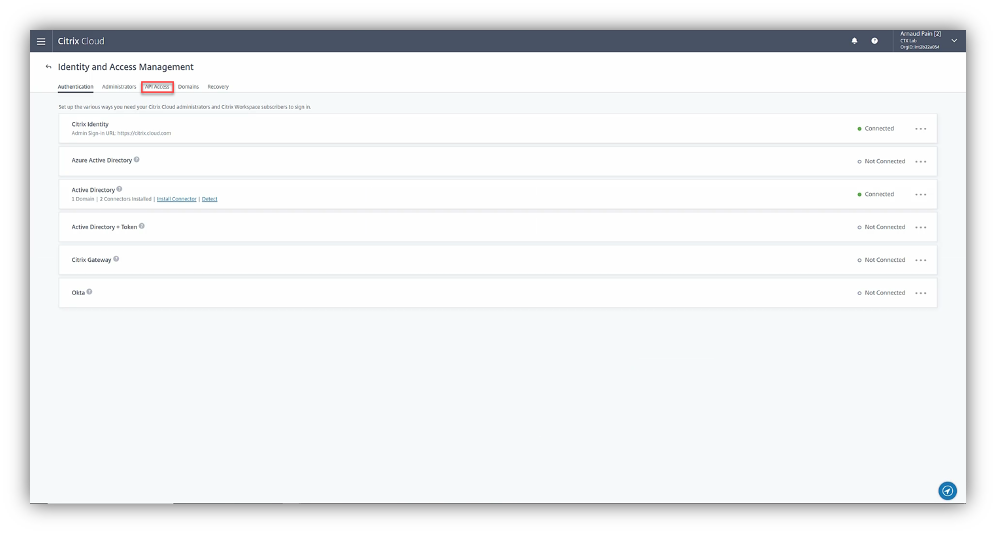 Citrix Cloud
Arnaud Pain [2]
CTX Lab
Identity and Access Management
Authentication Administrators API Access Domains Recovery
Set up the various ways you need your Citrix Cloud administrators and Citrix Workspace subscribers to sign in.
Citrix Identity
Admin Sign-in URL: https://citrix.cloud.com
Connected
Azure Active Directory
Not Connected
Active Directory
1 Domain | 2 Connectors Installed | Install Connector | Detect
Connected
Active Directory + Token
Not Connected
Citrix Gateway
Not Connected
Okta
Not Connected